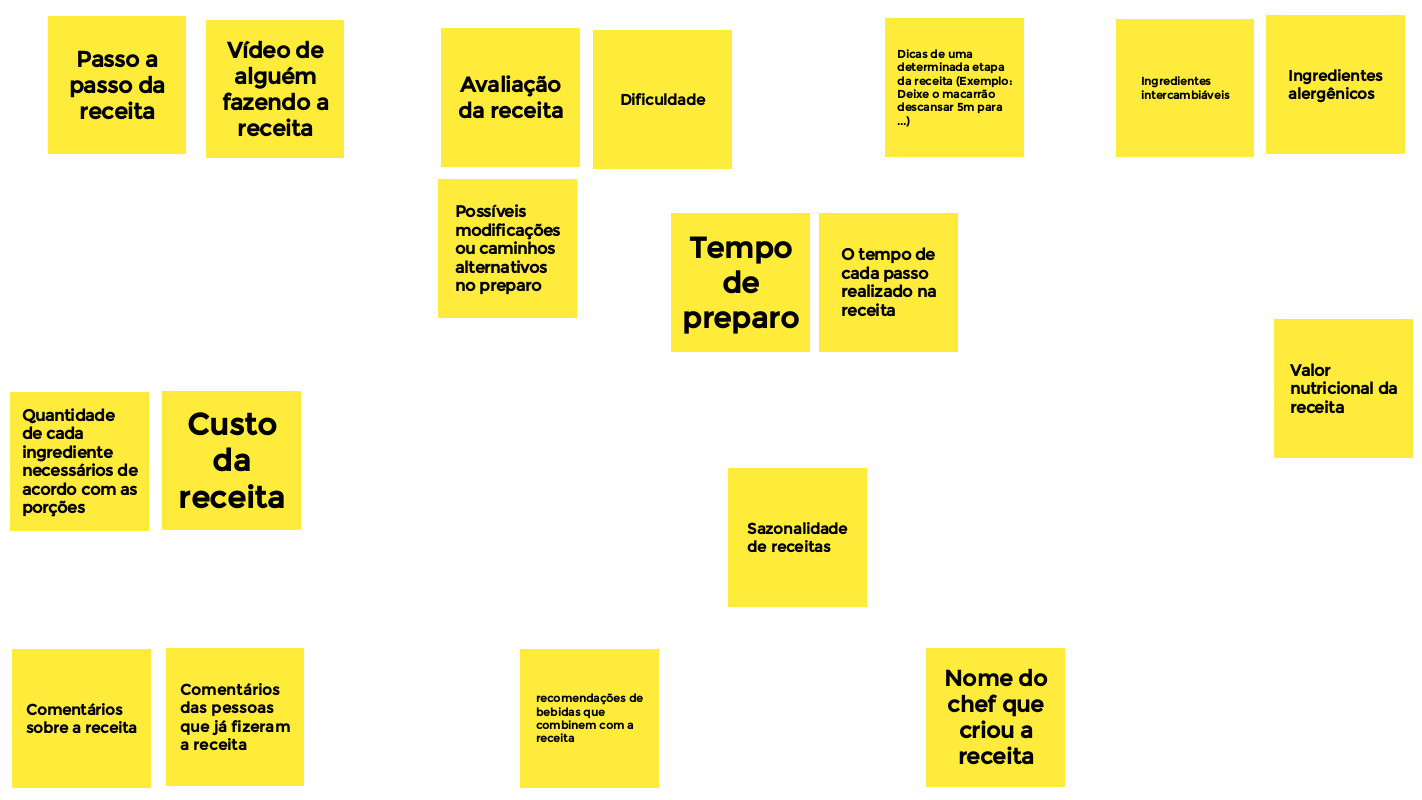 Passo a
passo da
receita
Vídeo de
alguém
fazendo a
receita
Avaliação
da receita
Dificuldade
Dicas de uma
determinada etapa
da receita (Exemplo:
Deixe o macarrão
descansar 5m para
...)
Ingredientes
intercambiáveis
Ingredientes
alergênicos
Possíveis
modificações
ou caminhos
alternativos
no preparo
Tempo
de
preparo
O tempo de
cada passo
realizado na
receita
Valor
nutricional da
receita
Quantidade
de cada
ingrediente
necessários de
acordo com as
porções
Custo
da
receita
Sazonalidade
de receitas
Comentários
sobre a receita
Comentários
das pessoas
que já fizeram
a receita
recomendações de
bebidas que
combinem com a
receita
Nome do
chef que
criou a
receita